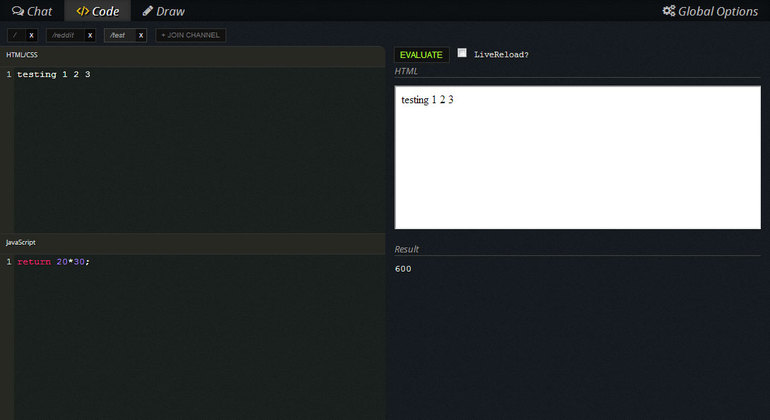 Chat </> Code Draw Global Options
/ x /reddit x /test x + JOIN CHANNEL
HTML/CSS
1 testing 1 2 3
JavaScript
1 return 20*30;
EVALUATE LiveReload?
HTML
testing 1 2 3
Result
600